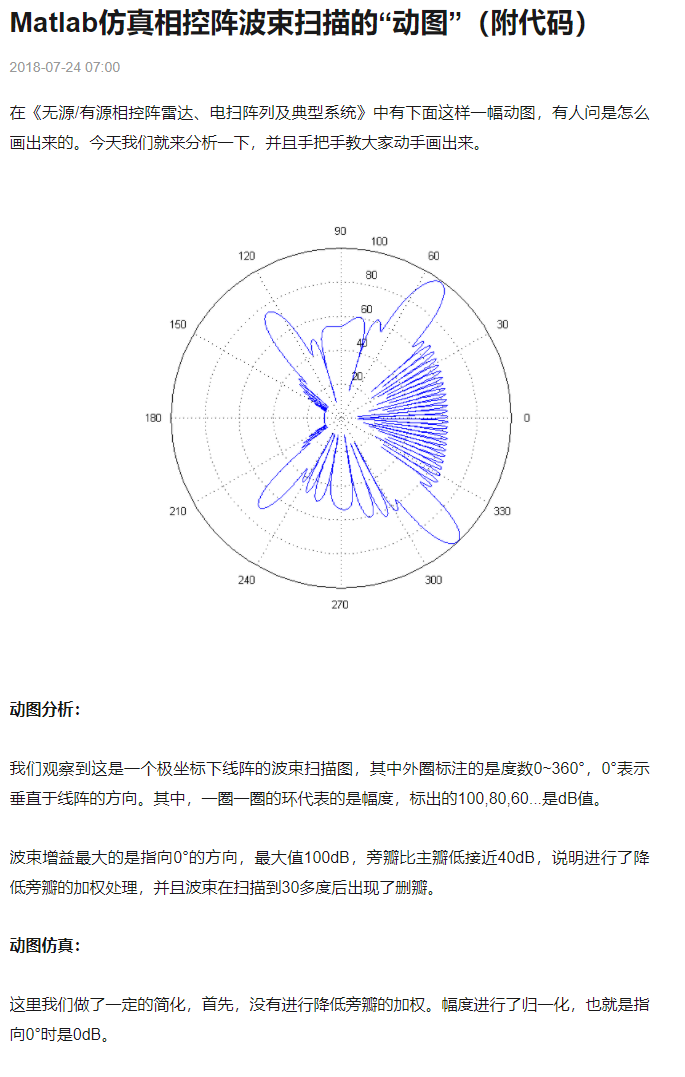 Matlab仿真相控阵波束扫描的“动图”（附代码）
2018-07-24 07:00
在《无源/有源相控阵雷达、电扫阵列及典型系统》中有下面这样一幅动图，有人问是怎么
画出来的。今天我们就来分析一下，并且手把手教大家动手画出来。
90
100
120
60
80
60
150
30
40
20
180
0
210
330
240
300
270
动图分析：
我们观察到这是一个极坐标下线阵的波束扫描图，其中外圈标注的是度数0~360°，0°表示
垂直于线阵的方向。其中，一圈一圈的环代表的是幅度，标出的100,80,60...是dB值。
波束增益最大的是指向0°的方向，最大值100dB，旁瓣比主瓣低接近40dB，说明进行了降
低旁瓣的加权处理，并且波束在扫描到30多度后出现了删瓣。
动图仿真：
这里我们做了一定的简化，首先，没有进行降低旁瓣的加权。幅度进行了归一化，也就是指
向0°时是0dB。